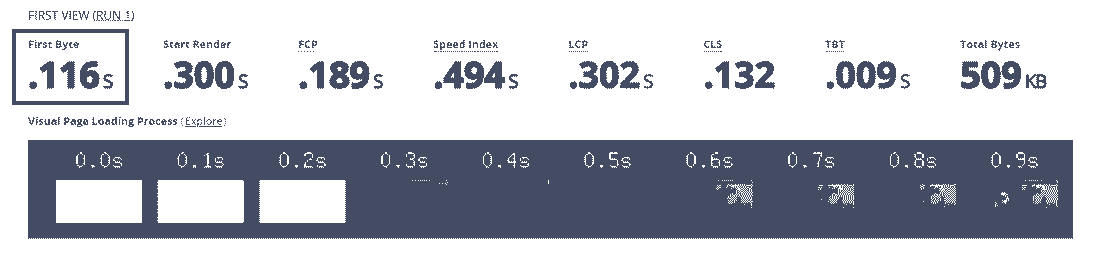 FIRST VIEW (RUN 1)
First Byte Start Render FCP Speed Index LCP CLS TBT Total Bytes
.116S .300S .189S .494S .302S .132 .009S 509KB
Visual Page Loading Process (Explore)
0.0s 0.1s 0.2s 0.3s 0.4s 0.5s 0.6s 0.7s 0.8s 0.9s